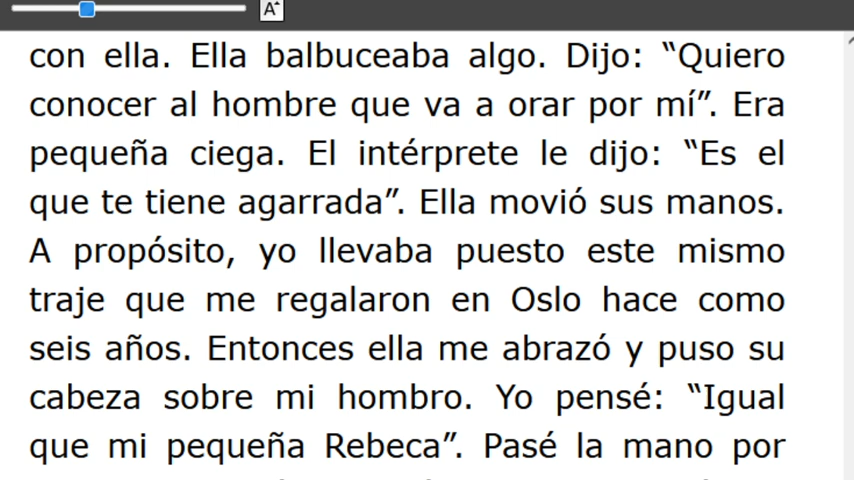 A
con ella. Ella balbuceaba algo. Dijo: “Quiero
conocer al hombre que va a orar por mí”. Era
pequeña ciega. El intérprete le dijo: “Es el
que te tiene agarrada”. Ella movió sus manos.
A propósito, yo llevaba puesto este mismo
traje que me regalaron en Oslo hace como
seis años. Entonces ella me abrazó y puso su
cabeza sobre mi hombro. Yo pensé: “Igual
que mi pequeña Rebeca”. Pasé la mano por